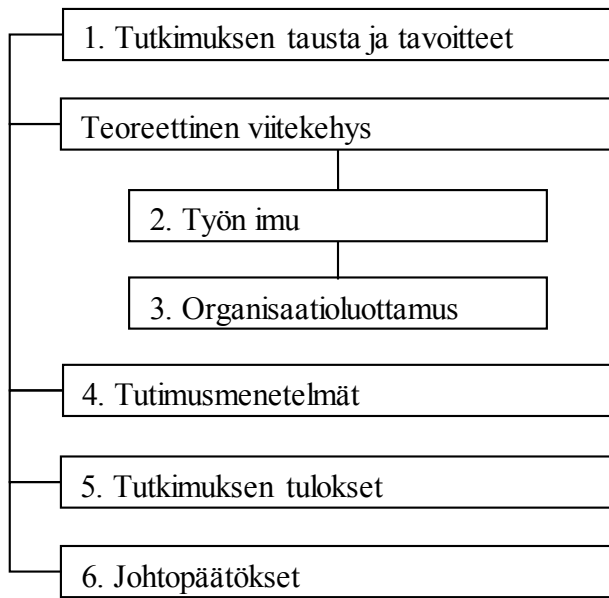 1. Tutkimuksen tausta ja tavoitteet
Teoreettinen viitekehys
2. Työn imu
3. Organisaatioluottamus
4. Tutimusmenetelmät
5. Tutkimuksen tulokset
6. Johtopäätökset